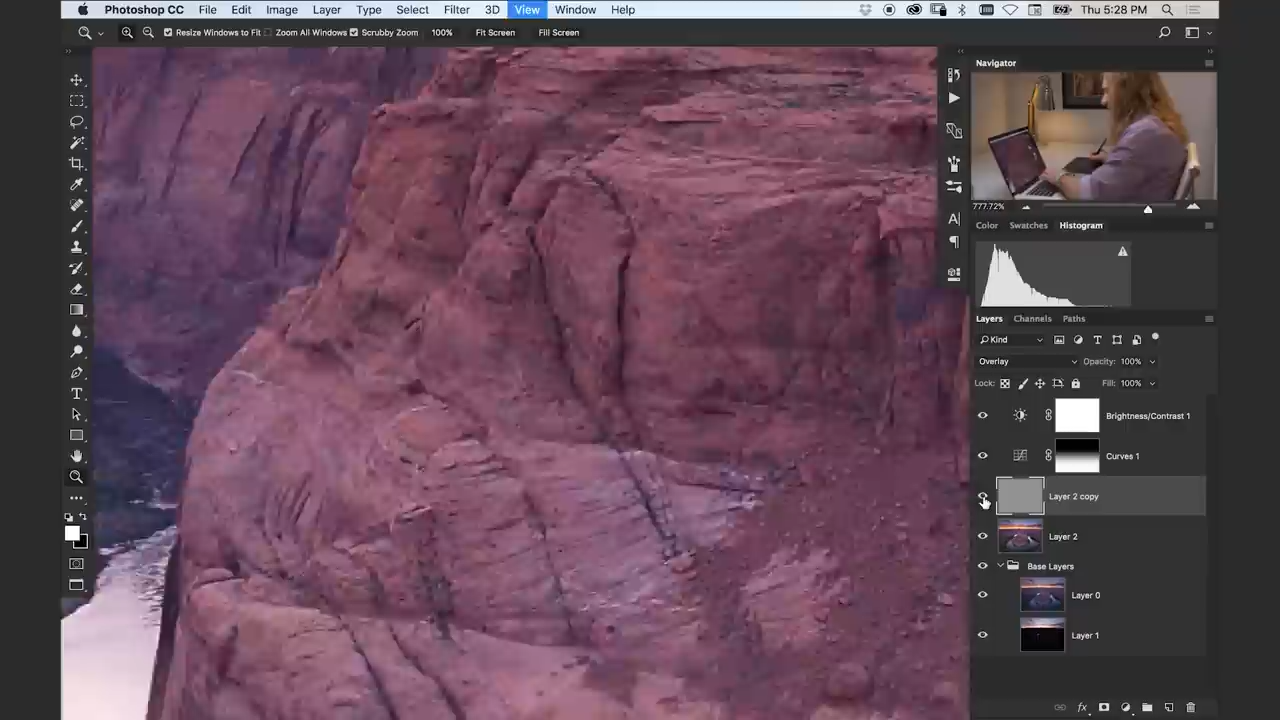 Photoshop CC File Edit Image Layer Type Select Filter 3D View Window Help Thu 5:28 PM
Resize Windows to Fit Zoom All Windows Scrubby Zoom 100% Fit Screen Fill Screen
Navigator
777.72%
Color Swatches Histogram
Layers Channels Paths
Kind
Overlay Opacity: 100%
Lock: Fill: 100%
Brightness/Contrast 1
Curves 1
Layer 2 copy
Layer 2
Base Layers
Layer 0
Layer 1